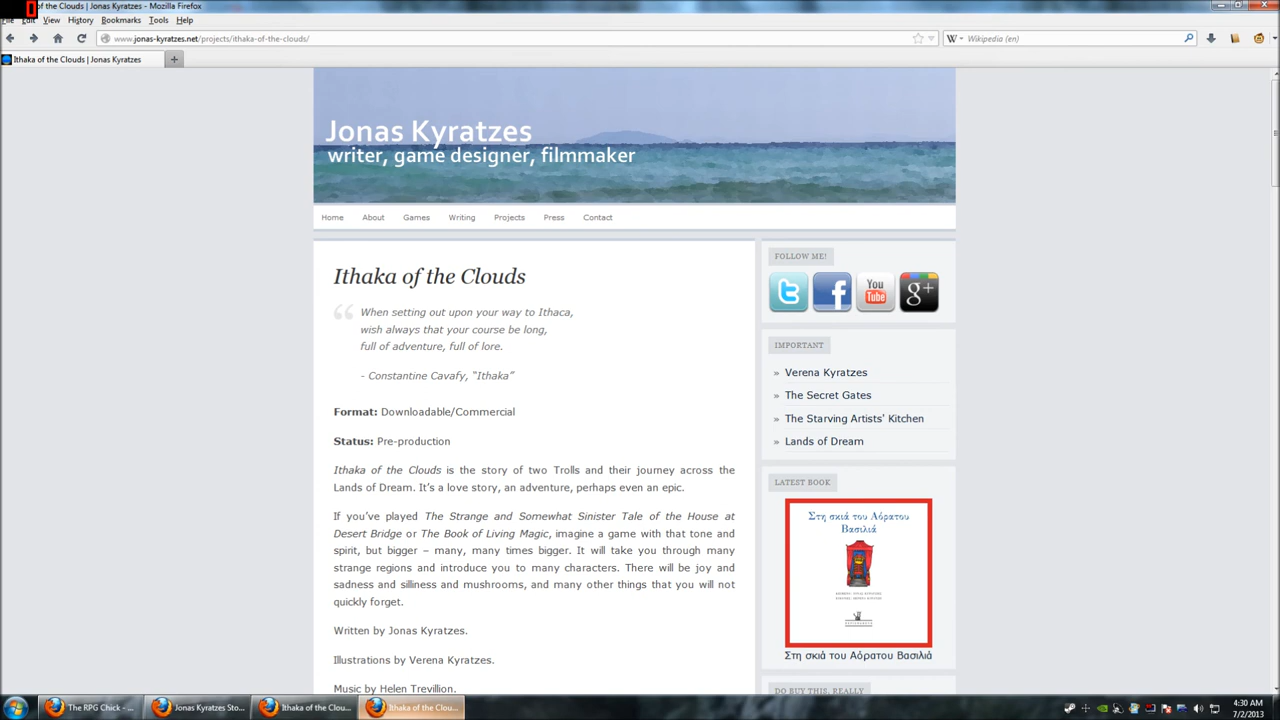 of the Clouds | Jonas Kyratzes - Mozilla Firefox
File Edit View History Bookmarks Tools Help
www.jonas-kyratzes.net/projects/ithaka-of-the-clouds/
W Wikipedia (en)
Ithaka of the Clouds | Jonas Kyratzes
Jonas Kyratzes
writer, game designer, filmmaker
Home About Games Writing Projects Press Contact
Ithaka of the Clouds
When setting out upon your way to Ithaca,
wish always that your course be long,
full of adventure, full of lore.
- Constantine Cavafy, “Ithaka”
Format: Downloadable/Commercial
Status: Pre-production
Ithaka of the Clouds is the story of two Trolls and their journey across the
Lands of Dream. It’s a love story, an adventure, perhaps even an epic.
If you’ve played The Strange and Somewhat Sinister Tale of the House at
Desert Bridge or The Book of Living Magic, imagine a game with that tone and
spirit, but bigger – many, many times bigger. It will take you through many
strange regions and introduce you to many characters. There will be joy and
sadness and silliness and mushrooms, and many other things that you will not
quickly forget.
Written by Jonas Kyratzes.
Illustrations by Verena Kyratzes.
Music by Helen Trevillion.
FOLLOW ME!
You
Tube
g+
IMPORTANT
» Verena Kyratzes
» The Secret Gates
» The Starving Artists’ Kitchen
» Lands of Dream
LATEST BOOK
Στη σκιά του Αόρατου
Βασιλιά
Στη σκιά του Αόρατου Βασιλιά
DO BUY THIS, REALLY
The RPG Chick - ... Jonas Kyratzes Sto... Ithaka of the Clou... Ithaka of the Clou...
4:30 AM
7/2/2013